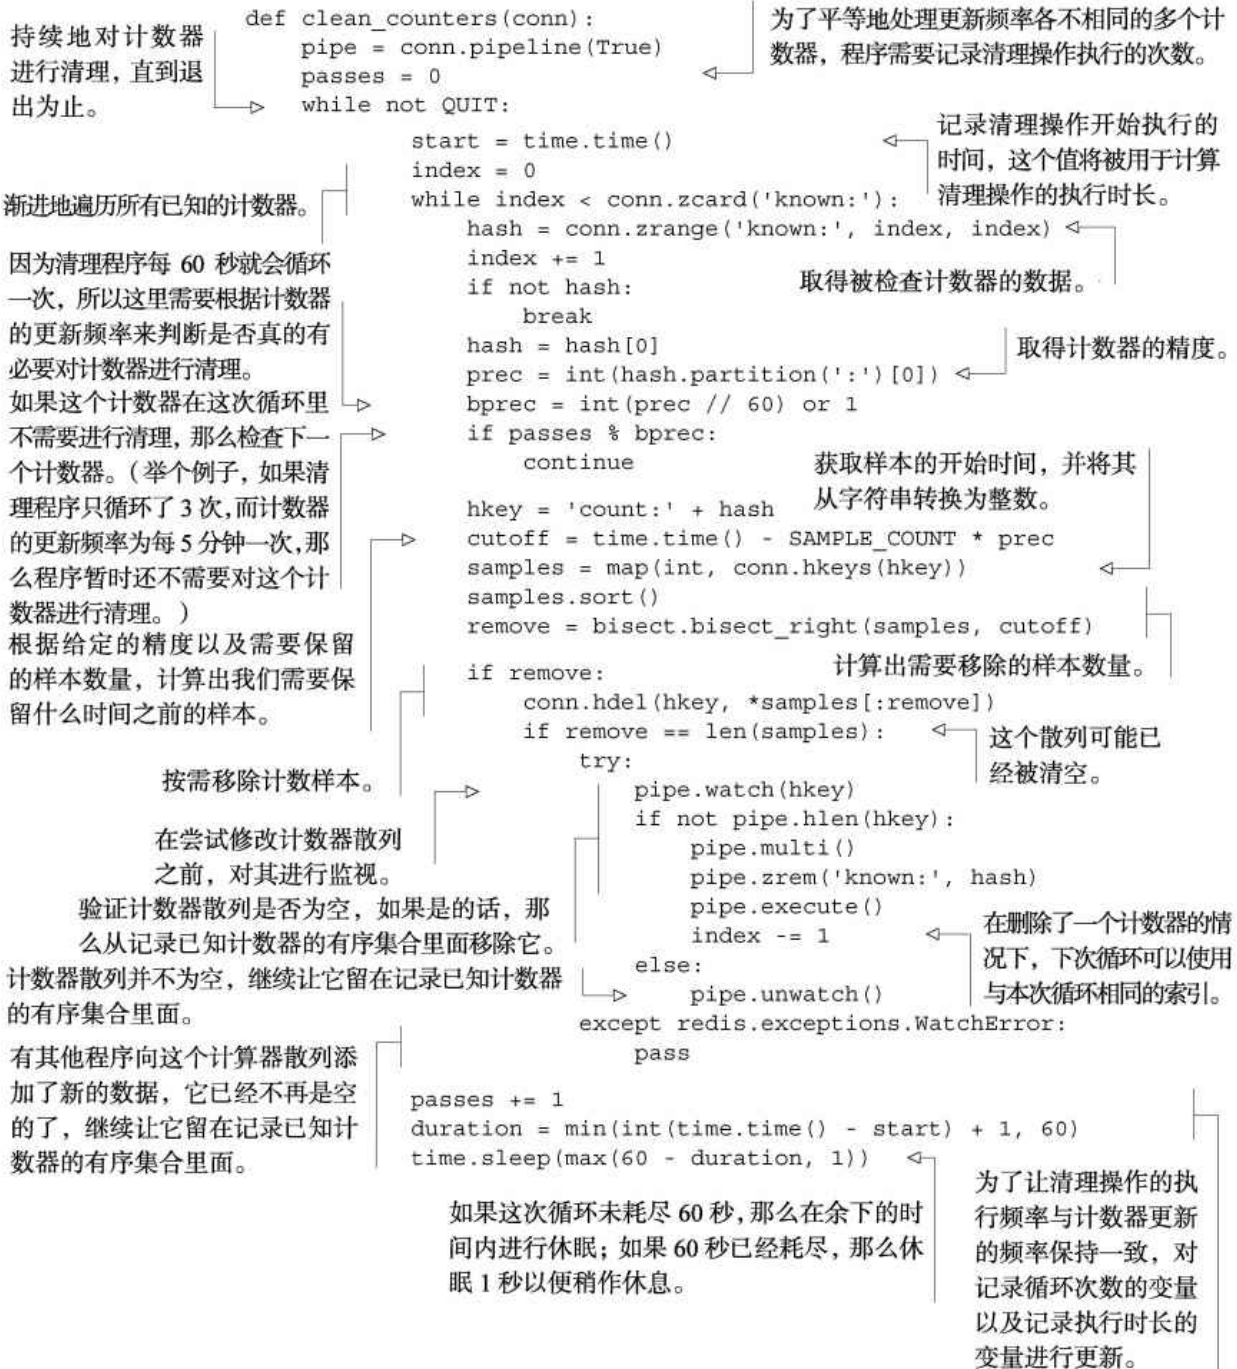 def clean_counters(conn):
    pipe = conn.pipeline(True)
    passes = 0
    while not QUIT:
持续地对计数器
进行清理，直到退
出为止。
为了平等地处理更新频率各不相同的多个计
数器，程序需要记录清理操作执行的次数。
        start = time.time()
        index = 0
        while index < conn.zcard('known:'):
            hash = conn.zrange('known:', index, index)
            index += 1
            if not hash:
                break
            hash = hash[0]
            prec = int(hash.partition(':')[0])
            bprec = int(prec // 60) or 1
            if passes % bprec:
                continue
记录清理操作开始执行的
时间，这个值将被用于计算
清理操作的执行时长。
渐进地遍历所有已知的计数器。
取得被检查计数器的数据。
因为清理程序每 60 秒就会循环
一次，所以这里需要根据计数器
的更新频率来判断是否真的有
必要对计数器进行清理。
取得计数器的精度。
如果这个计数器在这次循环里
不需要进行清理，那么检查下一
个计数器。（举个例子，如果清
理程序只循环了 3 次，而计数器
的更新频率为每 5 分钟一次，那
么程序暂时还不需要对这个计
数器进行清理。）
获取样本的开始时间，并将其
从字符串转换为整数。
            hkey = 'count:' + hash
            cutoff = time.time() - SAMPLE_COUNT * prec
            samples = map(int, conn.hkeys(hkey))
            samples.sort()
            remove = bisect.bisect_right(samples, cutoff)
根据给定的精度以及需要保留
的样本数量，计算出我们需要保
留什么时间之前的样本。
计算出需要移除的样本数量。
            if remove:
                conn.hdel(hkey, *samples[:remove])
                if remove == len(samples):
                    try:
                        pipe.watch(hkey)
                        if not pipe.hlen(hkey):
                            pipe.multi()
                            pipe.zrem('known:', hash)
                            pipe.execute()
                            index -= 1
                        else:
                            pipe.unwatch()
                    except redis.exceptions.WatchError:
                        pass
按需移除计数样本。
这个散列可能已
经被清空。
在尝试修改计数器散列
之前，对其进行监视。
验证计数器散列是否为空，如果是的话，那
么从记录已知计数器的有序集合里面移除它。
在删除了一个计数器的情
况下，下次循环可以使用
与本次循环相同的索引。
计数器散列并不为空，继续让它留在记录已知计数器
的有序集合里面。
有其他程序向这个计算器散列添
加了新的数据，它已经不再是空
的了，继续让它留在记录已知计
数器的有序集合里面。
        passes += 1
        duration = min(int(time.time() - start) + 1, 60)
        time.sleep(max(60 - duration, 1))
如果这次循环未耗尽 60 秒，那么在余下的时
间内进行休眠；如果 60 秒已经耗尽，那么休
眠 1 秒以便稍作休息。
为了让清理操作的执
行频率与计数器更新
的频率保持一致，对
记录循环次数的变量
以及记录执行时长的
变量进行更新。